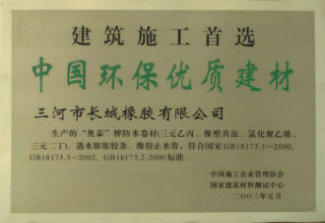 建筑施工首选
中国环保优质建材
三河市长城橡胶有限公司
生产的“奥泰”牌防水卷材(三元乙丙、橡塑共混、氯化聚乙烯、
三元二丁)、遇水膨胀胶条、橡胶止水带，符合国家GB18173.1-2000、
GB18173.3-2002、GB18173.2-2000标准。
中国施工企业管理协会
国家建筑材料测试中心
二00三年五月